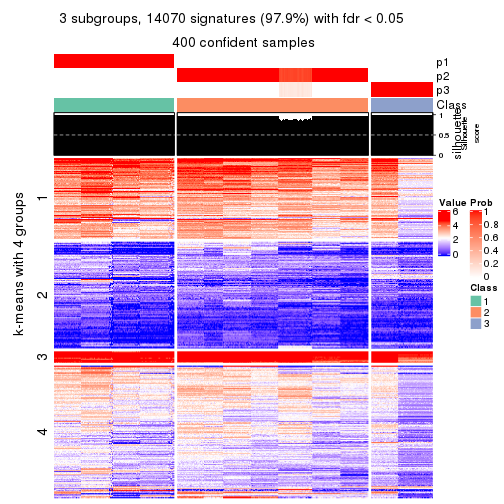 3 subgroups, 14070 signatures (97.9%) with fdr < 0.05
400 confident samples
p1
p2
p3
Class
silhouette
Silhouette
score
1
0.5
0
k-means with 4 groups
1
2
3
4
Value
6
4
2
0
Prob
1
0.8
0.6
0.4
0.2
0
Class
1
2
3